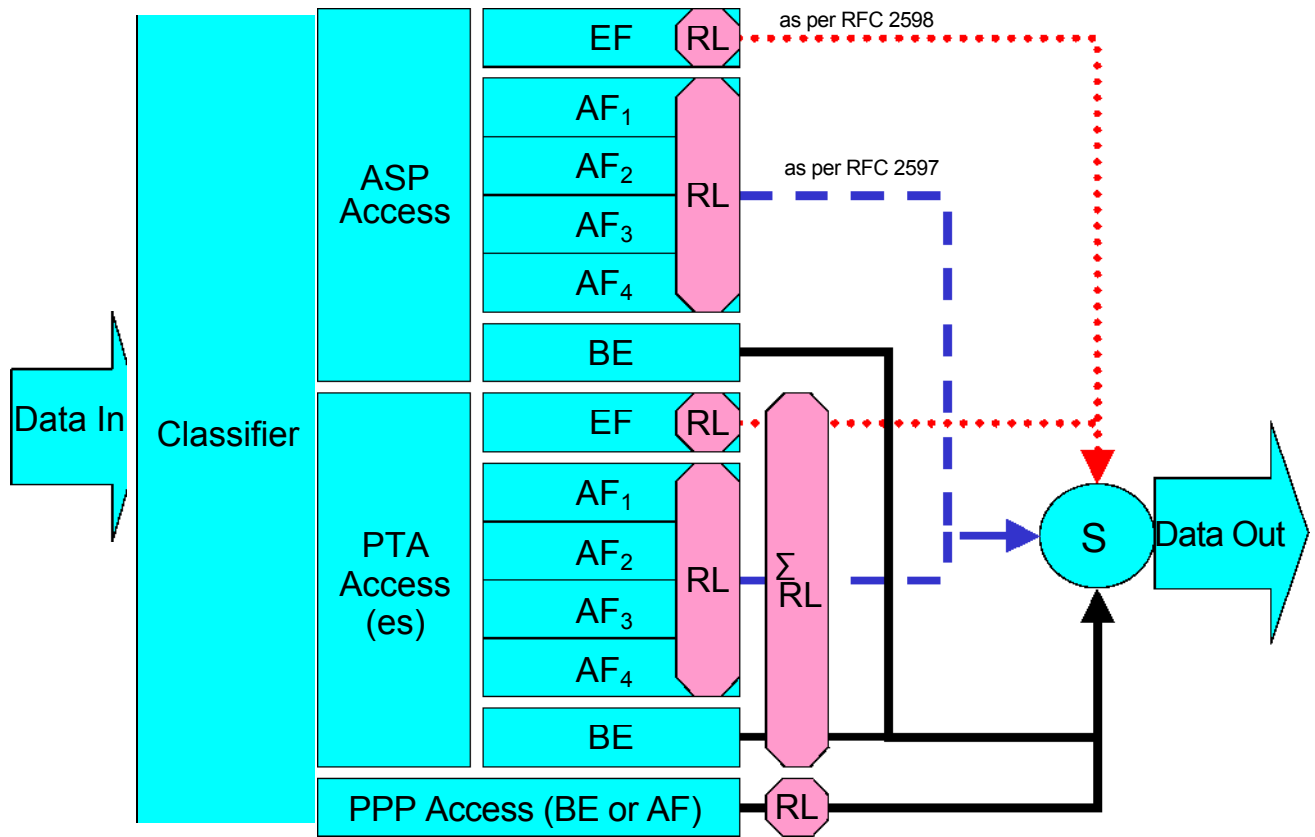 as per RFC 2598
EF
RL
AF1
AF2
AF3
AF4
RL
as per RFC 2597
ASP
Access
BE
Data In
Classifier
EF
RL
AF1
AF2
AF3
AF4
RL
PTA
Access
(es)
Σ
RL
S
Data Out
BE
PPP Access (BE or AF)
RL